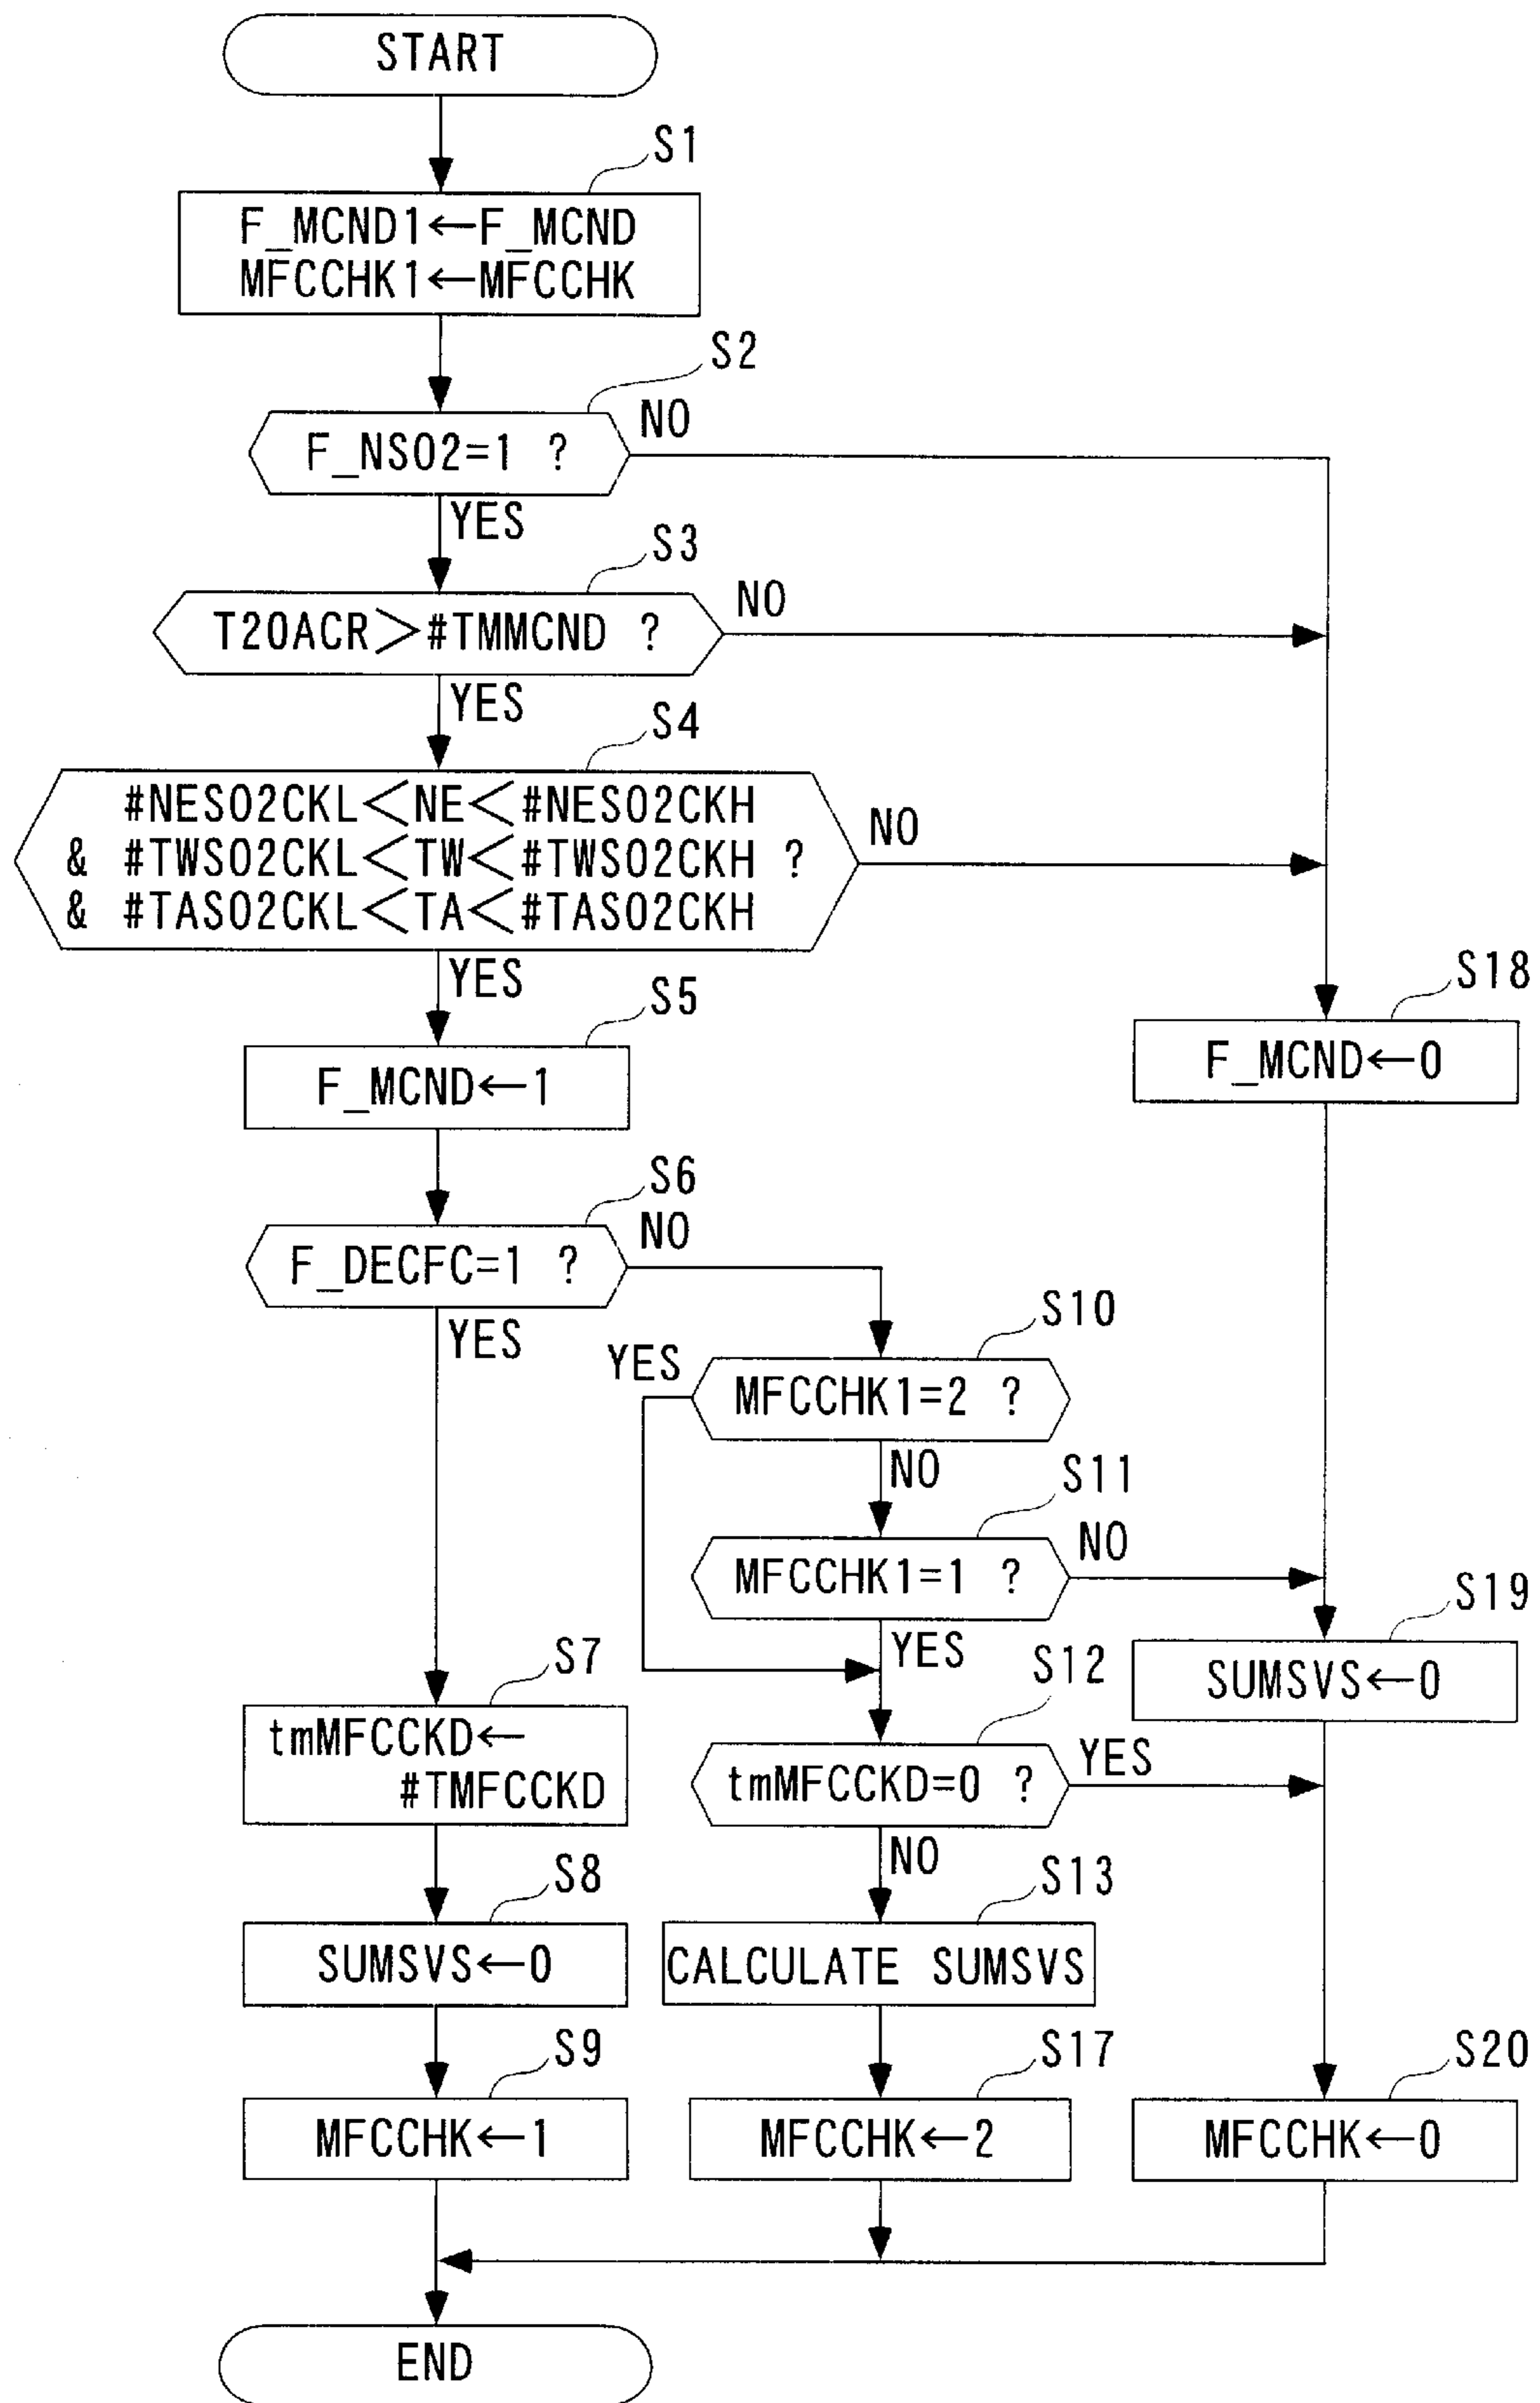 START
S1
F_MCND1←F_MCND
MFCCHK1←MFCCHK
S2
F_NSO2=1 ?
NO
YES
S3
T20ACR>#TMMCND ?
NO
YES
S4
#NESO2CKL<NE<#NESO2CKH
& #TWSO2CKL<TW<#TWSO2CKH ?
& #TASO2CKL<TA<#TASO2CKH
NO
YES
S5
F_MCND←1
S18
F_MCND←0
S6
F_DECFC=1 ?
NO
YES
S10
YES
MFCCHK1=2 ?
NO
S11
MFCCHK1=1 ?
NO
YES
S19
SUMSVS←0
S7
tmMFCCKD←
#TMFCCKD
S12
tmMFCCKD=0 ?
YES
NO
S8
SUMSVS←0
S13
CALCULATE SUMSVS
S9
MFCCHK←1
S17
MFCCHK←2
S20
MFCCHK←0
END